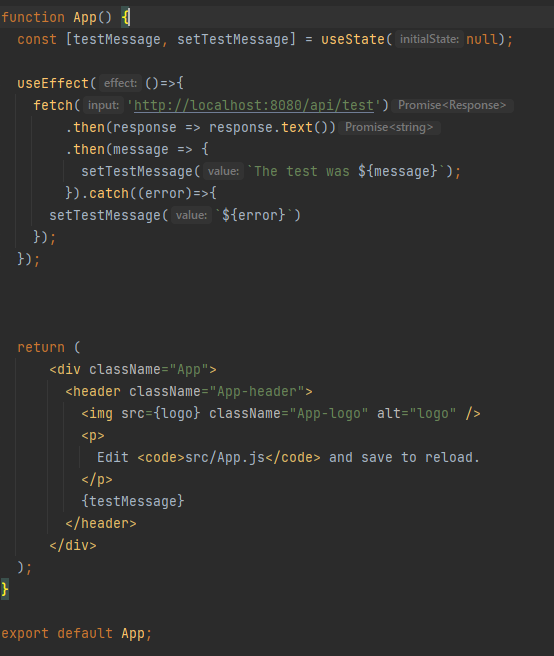 function App() {
const [testMessage, setTestMessage] = useState( initialState: null);
useEffect( effect: ()=>{
fetch( input: 'http://localhost:8080/api/test') Promise<Response>
.then(response => response.text()) Promise<string>
.then(message => {
setTestMessage( value: `The test was ${message}`);
}).catch((error)=>{
setTestMessage( value: `${error}`)
});
});
return (
<div className="App">
<header className="App-header">
<img src={logo} className="App-logo" alt="logo" />
<p>
Edit <code>src/App.js</code> and save to reload.
</p>
{testMessage}
</header>
</div>
);
}
export default App;